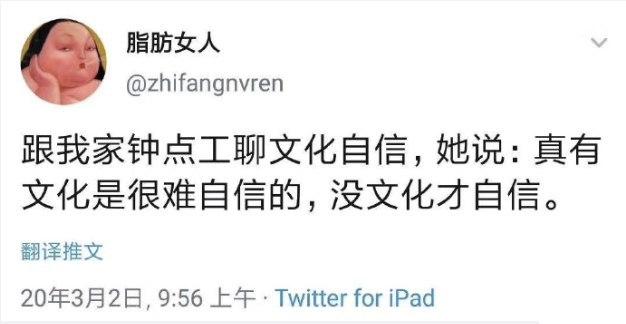 脂肪女人
@zhifangnvren
跟我家钟点工聊文化自信，她说：真有
文化是很难自信的，没文化才自信。
翻译推文
20年3月2日, 9:56 上午 · Twitter for iPad